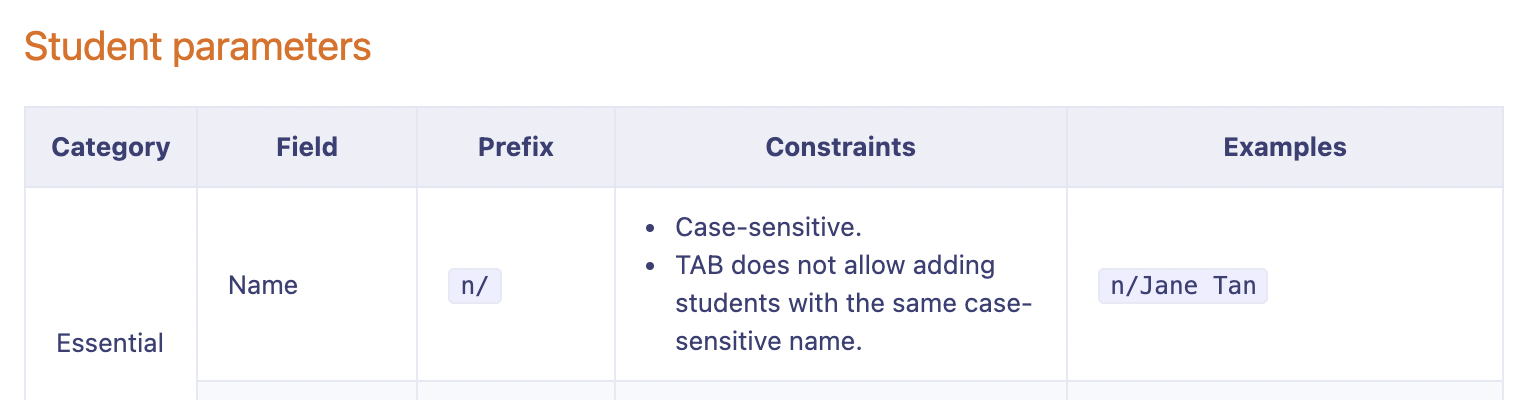 Student parameters
Category Field Prefix Constraints Examples
Case-sensitive.
TAB does not allow adding
students with the same case-
sensitive name.
Name
n/
n/Jane Tan
Essential